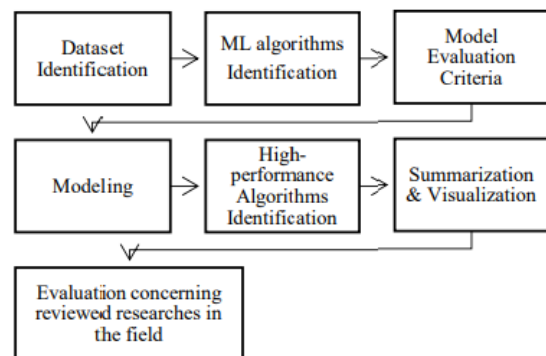 Dataset
Identification
ML algorithms
Identification
Model
Evaluation
Criteria
Modeling
High-
performance
Algorithms
Identification
Summarization
& Visualization
Evaluation concerning
reviewed researches in
the field